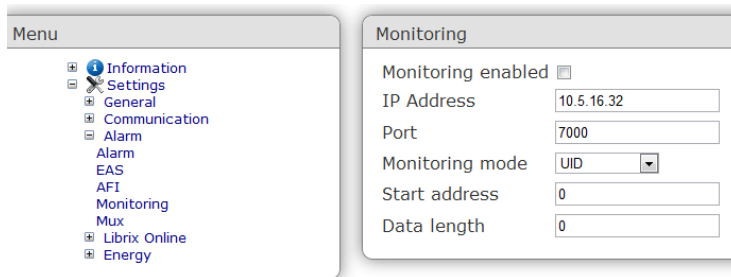 Menu
Information
Settings
General
Communication
Alarm
Alarm
EAS
AFI
Monitoring
Mux
Librix Online
Energy
Monitoring
Monitoring enabled
IP Address 10.5.16.32
Port 7000
Monitoring mode UID
Start address 0
Data length 0